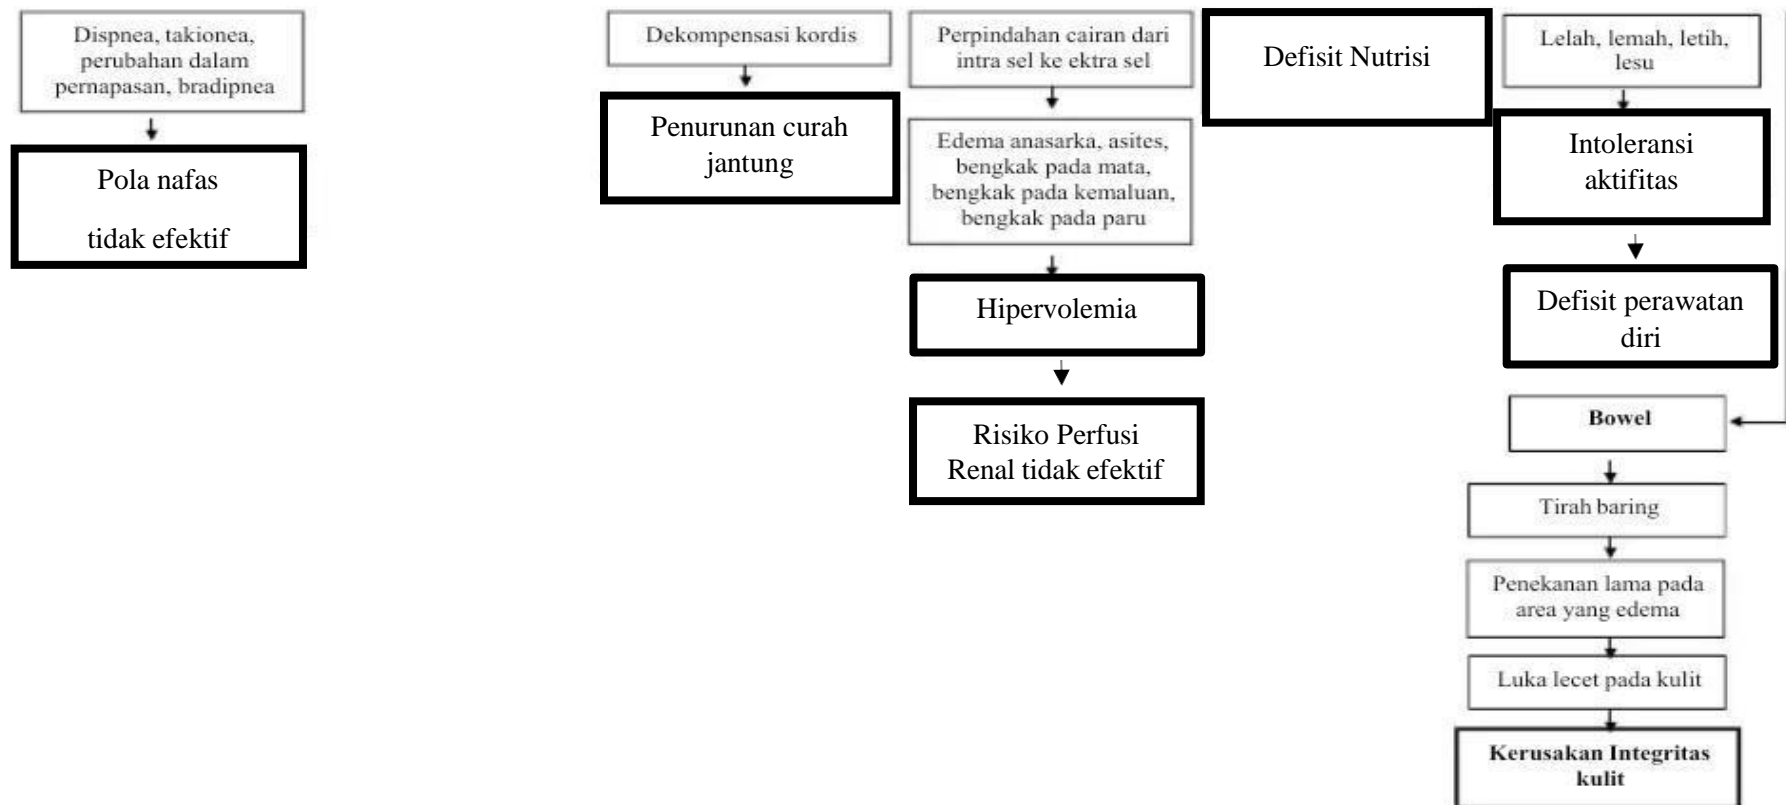 Dispnea, takionea,
perubahan dalam
pernapasan, bradipnea
Pola nafas
tidak efektif
Dekompensasi kordis
Penurunan curah
jantung
Perpindahan cairan dari
intra sel ke ektra sel
Edema anasarka, asites,
bengkak pada mata,
bengkak pada kemaluan,
bengkak pada paru
Hipervolemia
Risiko Perfusi
Renal tidak efektif
Defisit Nutrisi
Lelah, lemah, letih,
lesu
Intoleransi
aktifitas
Defisit perawatan
diri
Bowel
Tirah baring
Penekanan lama pada
area yang edema
Luka lecet pada kulit
Kerusakan Integritas
kulit